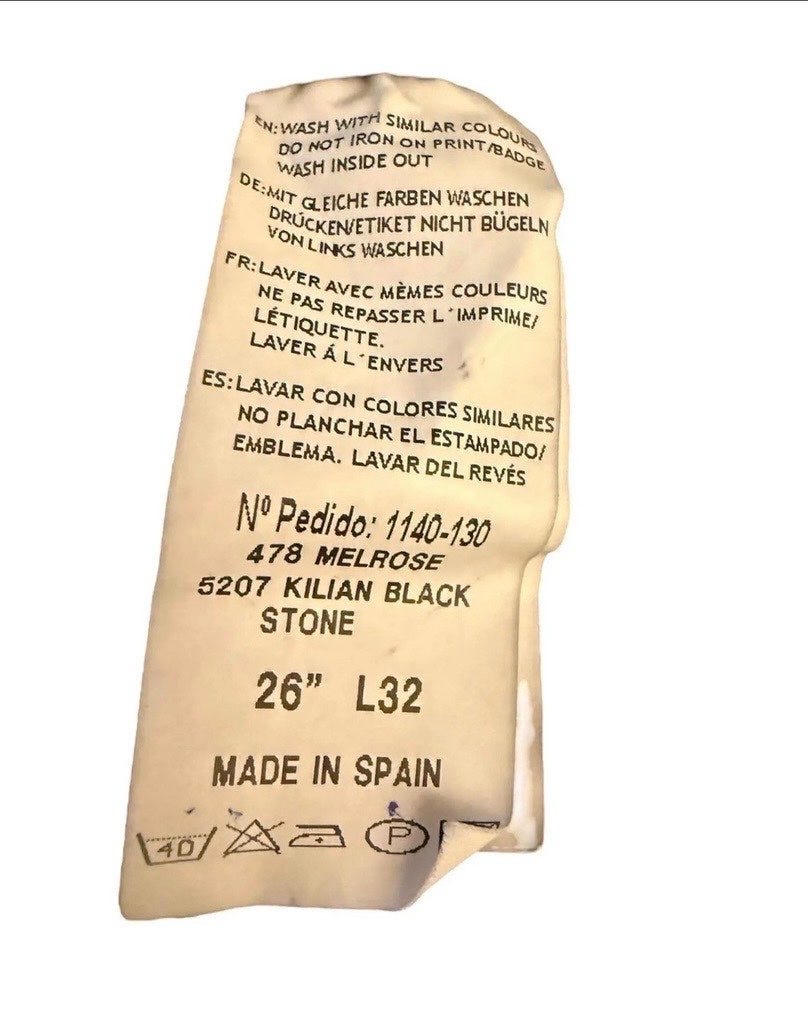 EN: WASH WITH SIMILAR COLOURS
DO NOT IRON ON PRINT/BADGE
WASH INSIDE OUT
DE: MIT GLEICHE FARBEN WASCHEN
DRÜCKEN/ETIKET NICHT BÜGELN
VON LINKS WASCHEN
FR: LAVER AVEC MÈMES COULEURS
NE PAS REPASSER L´IMPRIME/
LÉTIQUETTE.
LAVER Á L´ENVERS
ES: LAVAR CON COLORES SIMILARES
NO PLANCHAR EL ESTAMPADO/
EMBLEMA. LAVAR DEL REVÉS
Nº Pedido: 1140-130
478 MELROSE
5207 KILIAN BLACK
STONE
26” L32
MADE IN SPAIN
40 P